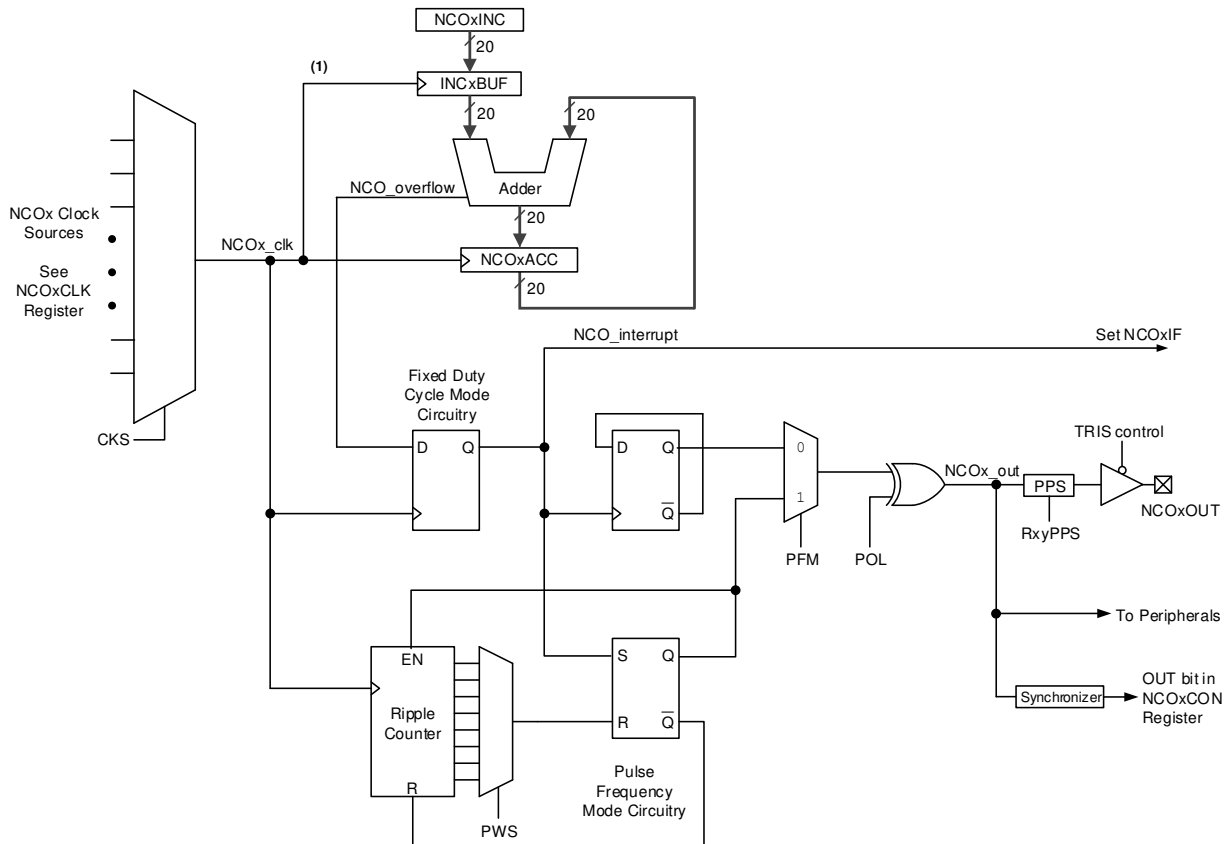 NCOxINC
20
(1)
INCxBUF
20
20
Adder
NCO_overflow
20
NCOx Clock
Sources
See
NCOxCLK
Register
NCOx_clk
NCOxACC
20
CKS
NCO_interrupt
Set NCOxIF
Fixed Duty
Cycle Mode
Circuitry
D Q
D Q
Q
0
1
PFM
POL
NCOx_out
TRIS control
PPS
RxyPPS
NCOxOUT
To Peripherals
EN
Ripple
Counter
R
PWS
S Q
R Q
Pulse
Frequency
Mode Circuitry
Synchronizer
OUT bit in
NCOxCON
Register